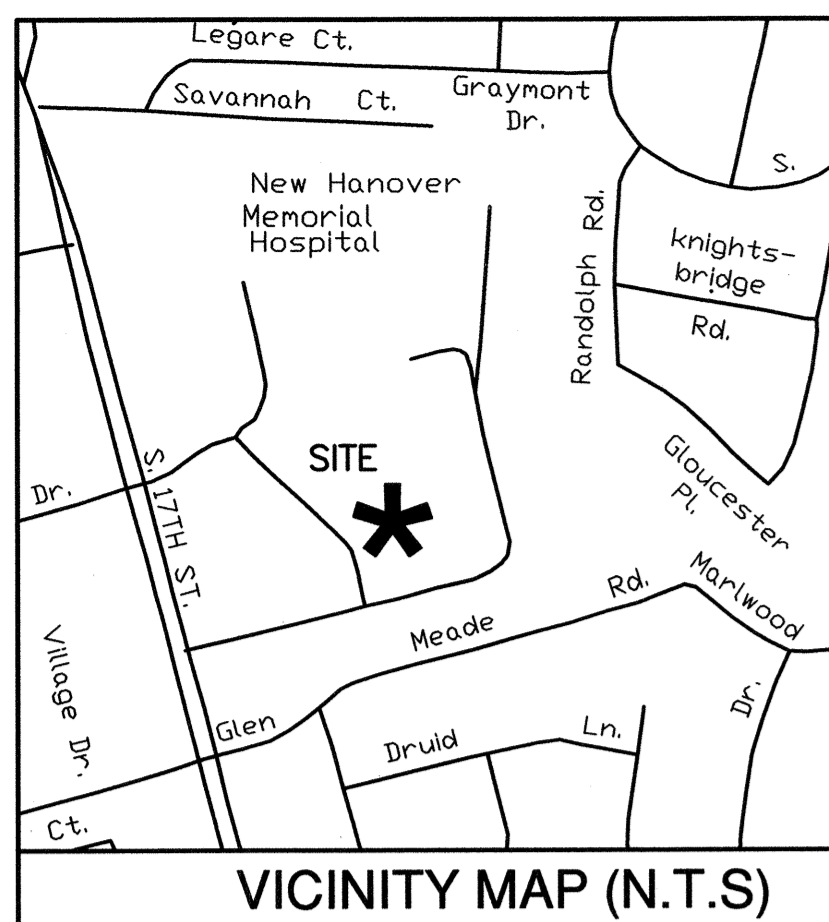 Legare Ct.
Savannah Ct.
Graymont
Dr.
S.
New Hanover
Memorial
Hospital
Randolph Rd.
knights-
bridge
Rd.
SITE
Gloucester
Pl.
Dr.
S. 17TH ST.
Marlwood
Dr.
Meade Rd.
Glen
Village Dr.
Druid Ln.
Ct.
VICINITY MAP (N.T.S)